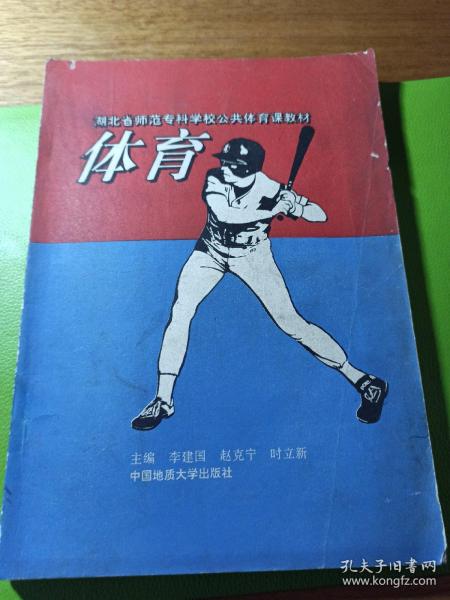 湖北省师范专科学校公共体育课教材
体育
主编 李建国 赵克宁 时立新
中国地质大学出版社
孔夫子旧书网
www.kongfz.com